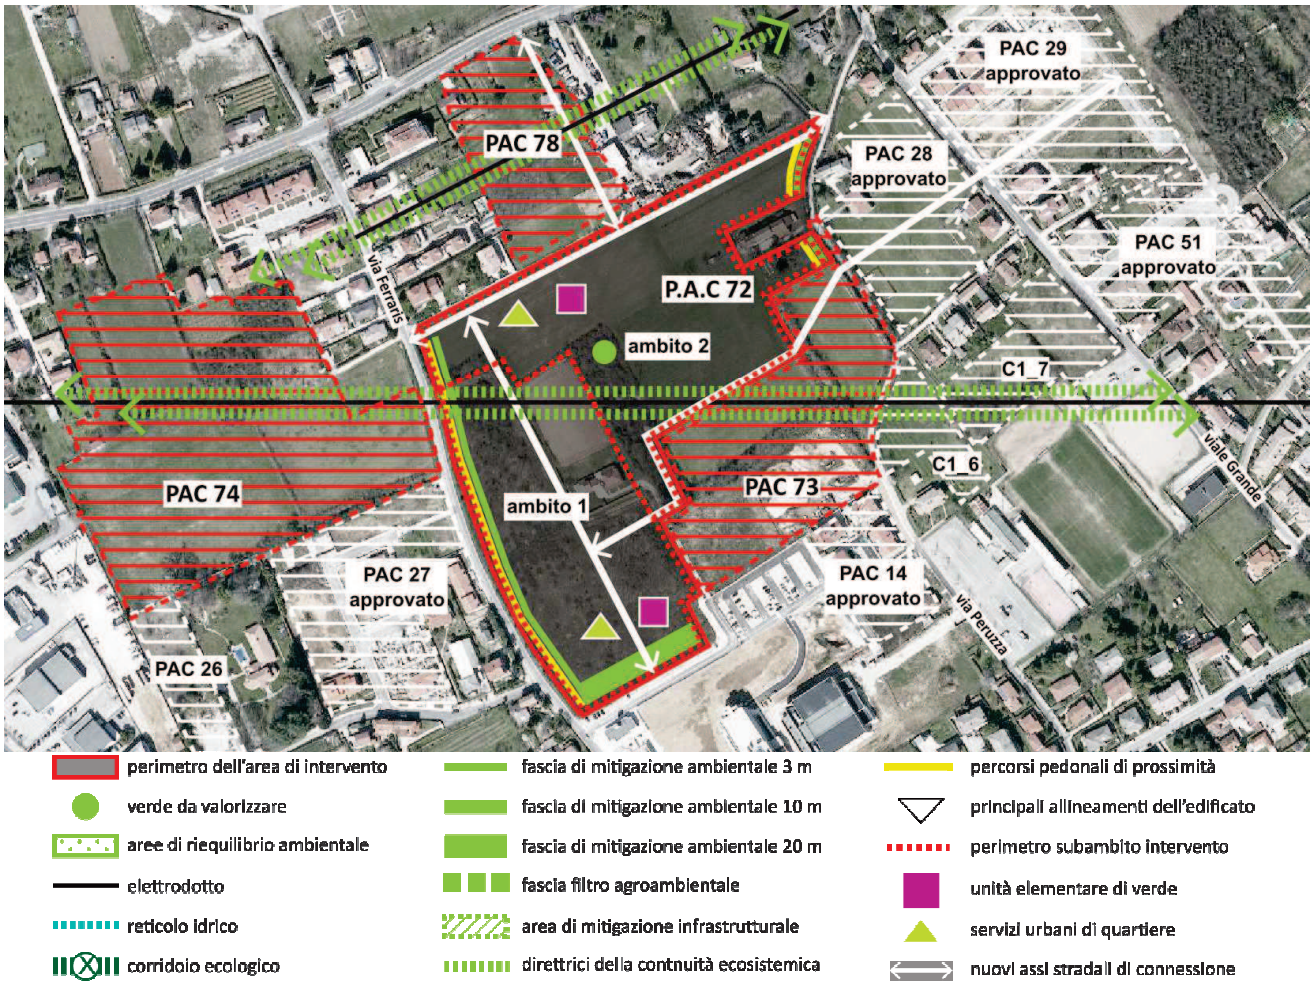 PAC 29
approvato
PAC 78
PAC 28
approvato
PAC 51
approvato
via Ferraris
P.A.C 72
ambito 2
C1_7
viale Grande
C1_6
PAC 74
PAC 73
ambito 1
PAC 27
approvato
PAC 14
approvato
via Peruzza
PAC 26
perimetro dell'area di intervento
verde da valorizzare
aree di riequilibrio ambientale
elettrodotto
reticolo idrico
corridoio ecologico
fascia di mitigazione ambientale 3 m
fascia di mitigazione ambientale 10 m
fascia di mitigazione ambientale 20 m
fascia filtro agroambientale
area di mitigazione infrastrutturale
direttrici della contnuità ecosistemica
percorsi pedonali di prossimità
principali allineamenti dell'edificato
perimetro subambito intervento
unità elementare di verde
servizi urbani di quartiere
nuovi assi stradali di connessione